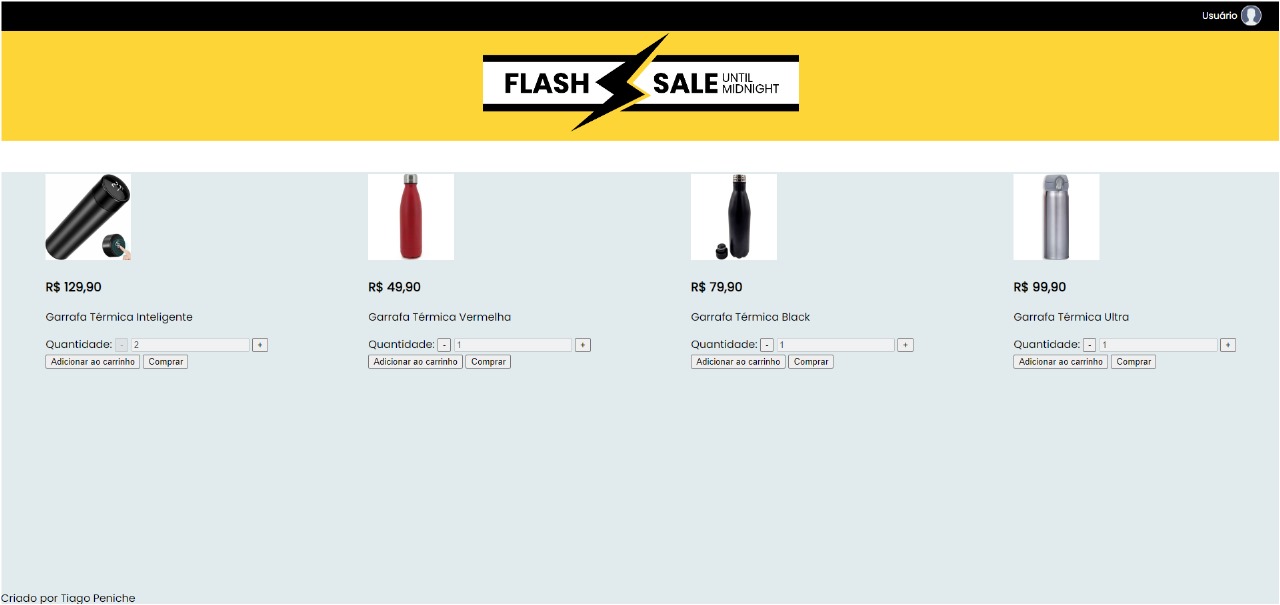 Usuário
FLASH SALE UNTIL
MIDNIGHT
R$ 129,90
Garrafa Térmica Inteligente
Quantidade: - 2 +
Adicionar ao carrinho Comprar
R$ 49,90
Garrafa Térmica Vermelha
Quantidade: - 1 +
Adicionar ao carrinho Comprar
R$ 79,90
Garrafa Térmica Black
Quantidade: - 1 +
Adicionar ao carrinho Comprar
R$ 99,90
Garrafa Térmica Ultra
Quantidade: - 1 +
Adicionar ao carrinho Comprar
Criado por Tiago Peniche